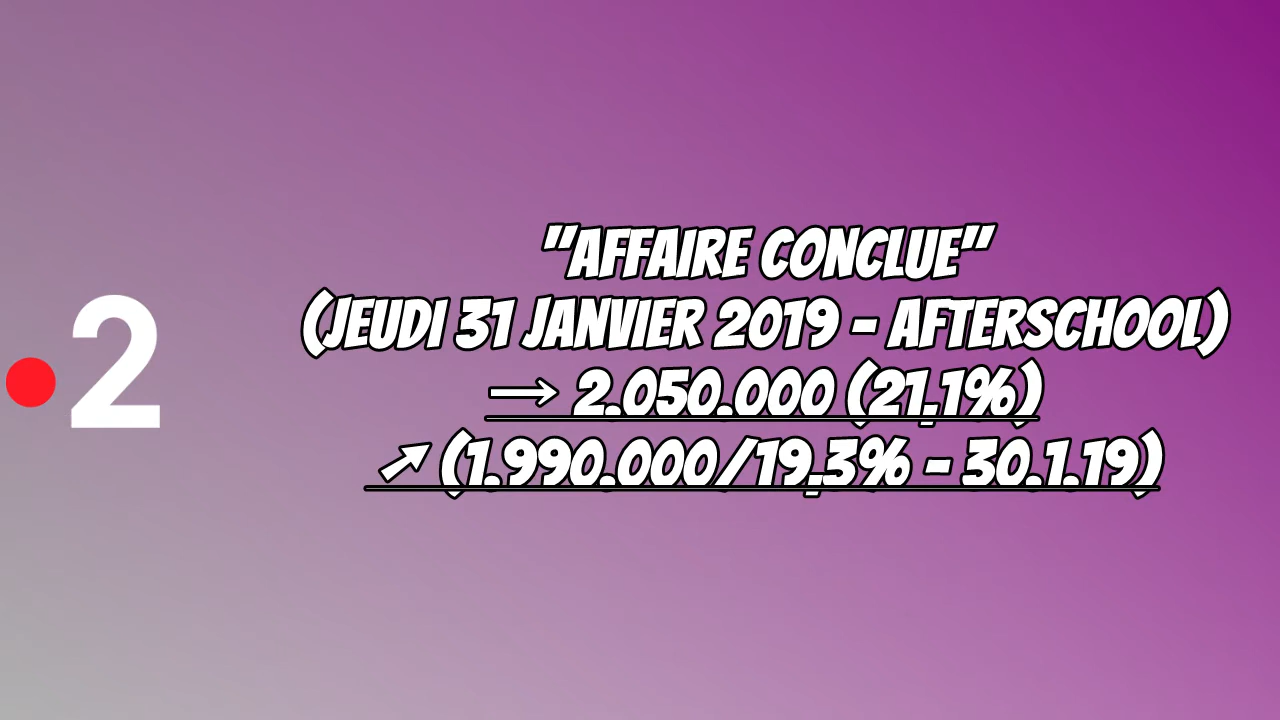 •2
"AFFAIRE CONCLUE"
(JEUDI 31 JANVIER 2019 - AFTERSCHOOL)
→ 2.050.000 (21,1%)
↗ (1.990.000/19,3% - 30.1.19)